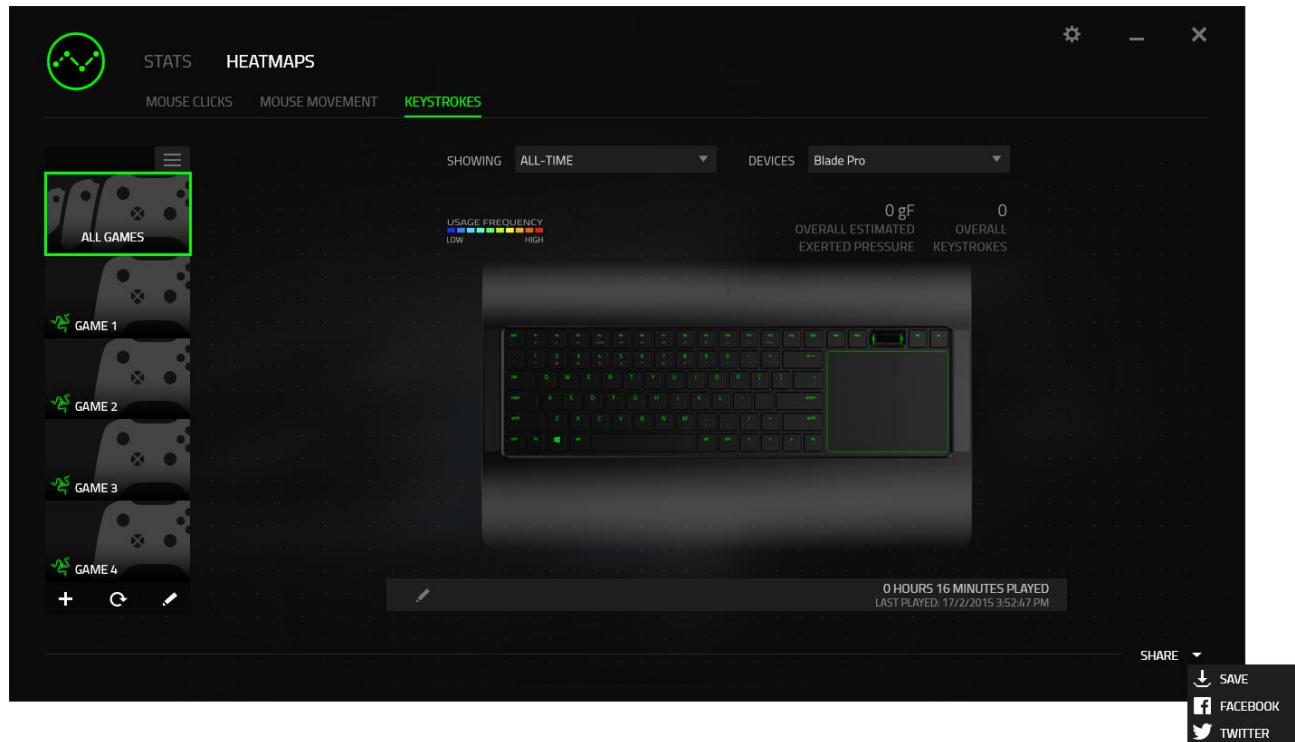 STATS HEATMAPS
MOUSE CLICKS MOUSE MOVEMENT KEYSTROKES
SHOWING ALL-TIME DEVICES Blade Pro
USAGE FREQUENCY
LOW HIGH
0 gF 0
OVERALL ESTIMATED OVERALL
EXERTED PRESSURE KEYSTROKES
ALL GAMES
GAME 1
GAME 2
GAME 3
GAME 4
0 HOURS 16 MINUTES PLAYED
LAST PLAYED: 17/2/2015 3:52:47 PM
SHARE
SAVE
FACEBOOK
TWITTER